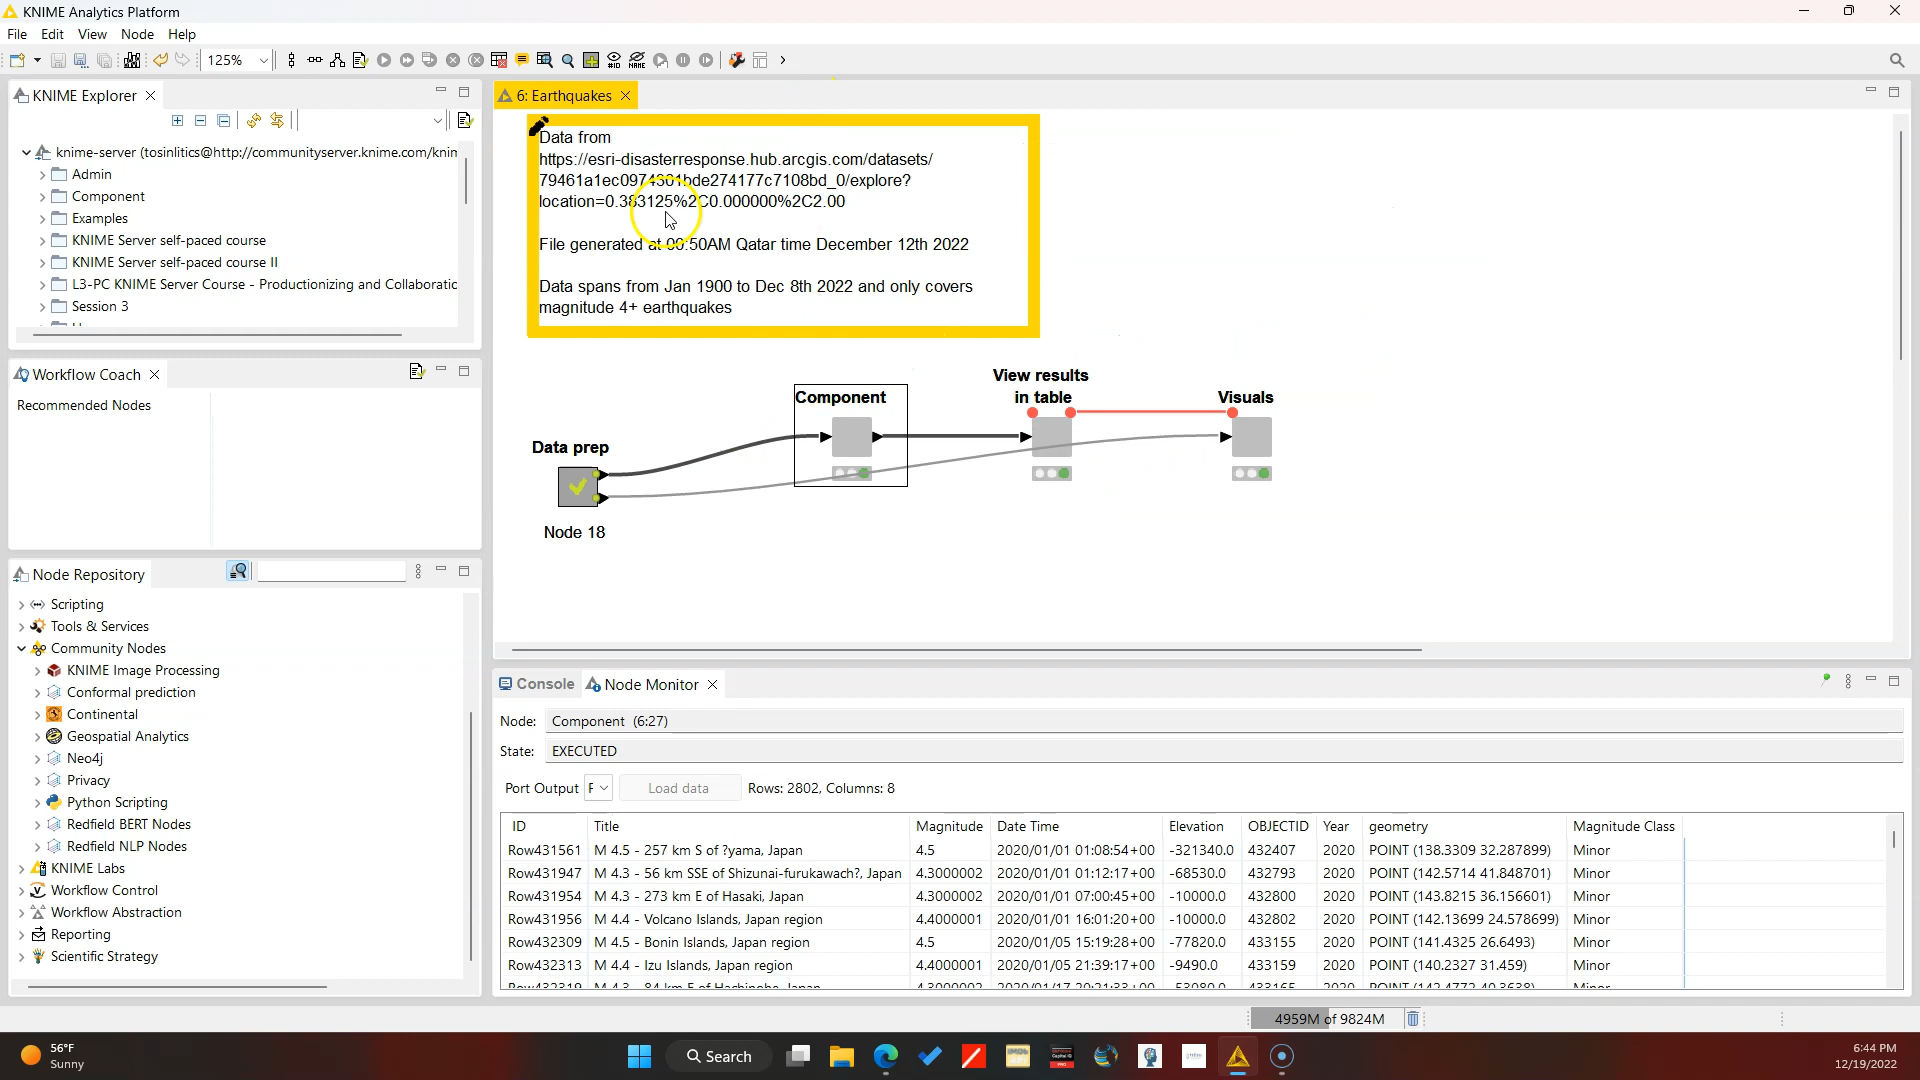 KNIME Analytics Platform
File Edit View Node Help
125%
KNIME Explorer
knime-server (tosinlitics@http://communityserver.knime.com/knim
Admin
Component
Examples
KNIME Server self-paced course
KNIME Server self-paced course II
L3-PC KNIME Server Course - Productionizing and Collaboratic
Session 3
Workflow Coach
Recommended Nodes
Node Repository
Scripting
Tools & Services
Community Nodes
KNIME Image Processing
Conformal prediction
Continental
Geospatial Analytics
Neo4j
Privacy
Python Scripting
Redfield BERT Nodes
Redfield NLP Nodes
KNIME Labs
Workflow Control
Workflow Abstraction
Reporting
Scientific Strategy
6: Earthquakes
Data from
https://esri-disasterresponse.hub.arcgis.com/datasets/
79461a1ec0974301bde274177c7108bd_0/explore?
location=0.383125%2C0.000000%2C2.00
File generated at 00:50AM Qatar time December 12th 2022
Data spans from Jan 1900 to Dec 8th 2022 and only covers
magnitude 4+ earthquakes
Data prep
Node 18
Component
View results
in table
Visuals
Console Node Monitor
Node: Component (6:27)
State: EXECUTED
Port Output F Load data Rows: 2802, Columns: 8
ID Title Magnitude Date Time Elevation OBJECTID Year geometry Magnitude Class
Row431561 M 4.5 - 257 km S of ?yama, Japan 4.5 2020/01/01 01:08:54+00 -321340.0 432407 2020 POINT (138.3309 32.287899) Minor
Row431947 M 4.3 - 56 km SSE of Shizunai-furukawach?, Japan 4.3000002 2020/01/01 01:12:17+00 -68530.0 432793 2020 POINT (142.5714 41.848701) Minor
Row431954 M 4.3 - 273 km E of Hasaki, Japan 4.3000002 2020/01/01 07:00:45+00 -10000.0 432800 2020 POINT (143.8215 36.156601) Minor
Row431956 M 4.4 - Volcano Islands, Japan region 4.4000001 2020/01/01 16:01:20+00 -10000.0 432802 2020 POINT (142.13699 24.578699) Minor
Row432309 M 4.5 - Bonin Islands, Japan region 4.5 2020/01/05 15:19:28+00 -77820.0 433155 2020 POINT (141.4325 26.6493) Minor
Row432313 M 4.4 - Izu Islands, Japan region 4.4000001 2020/01/05 21:39:17+00 -9490.0 433159 2020 POINT (140.2327 31.459) Minor
4959M of 9824M
56°F
Sunny
Search
6:44 PM
12/19/2022